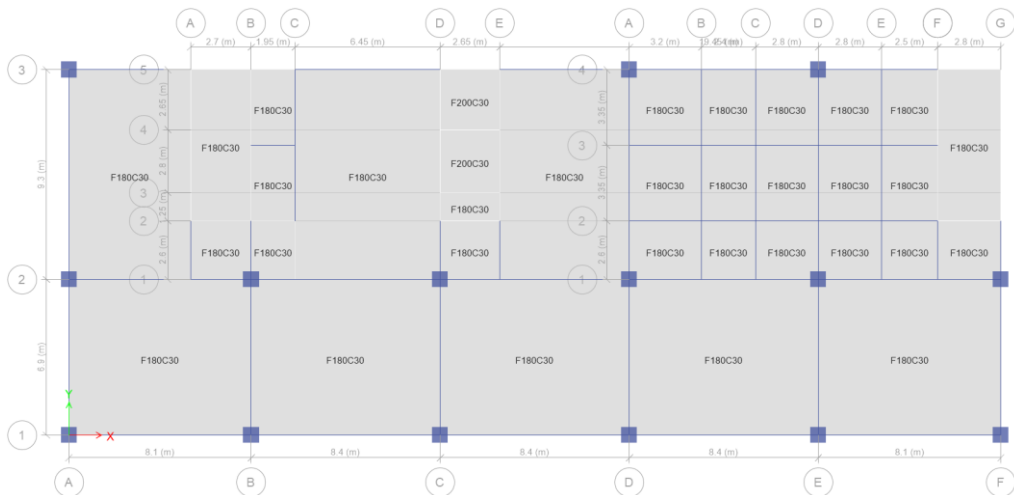 A B C D E A B C D E F G
2.7 (m) 1.95 (m) 6.45 (m) 2.65 (m) 3.2 (m) 2.8 (m) 2.8 (m) 2.5 (m) 2.8 (m)
3 5 4
F180C30 F200C30 F180C30 F180C30 F180C30 F180C30 F180C30
2.65 (m) 3.35 (m)
4 3
F180C30 F180C30
9.3 (m)
F180C30 F200C30
2.8 (m)
F180C30 F180C30 F180C30 F180C30 F180C30 F180C30 F180C30 F180C30 F180C30
3
3.35 (m)
F180C30
2 2
F180C30 F180C30 F180C30 F180C30 F180C30 F180C30 F180C30 F180C30 F180C30
2.6 (m) 2.6 (m)
2 1 1
6.9 (m)
F180C30 F180C30 F180C30 F180C30 F180C30
Y
1 X
8.1 (m) 8.4 (m) 8.4 (m) 8.4 (m) 8.1 (m)
A B C D E F